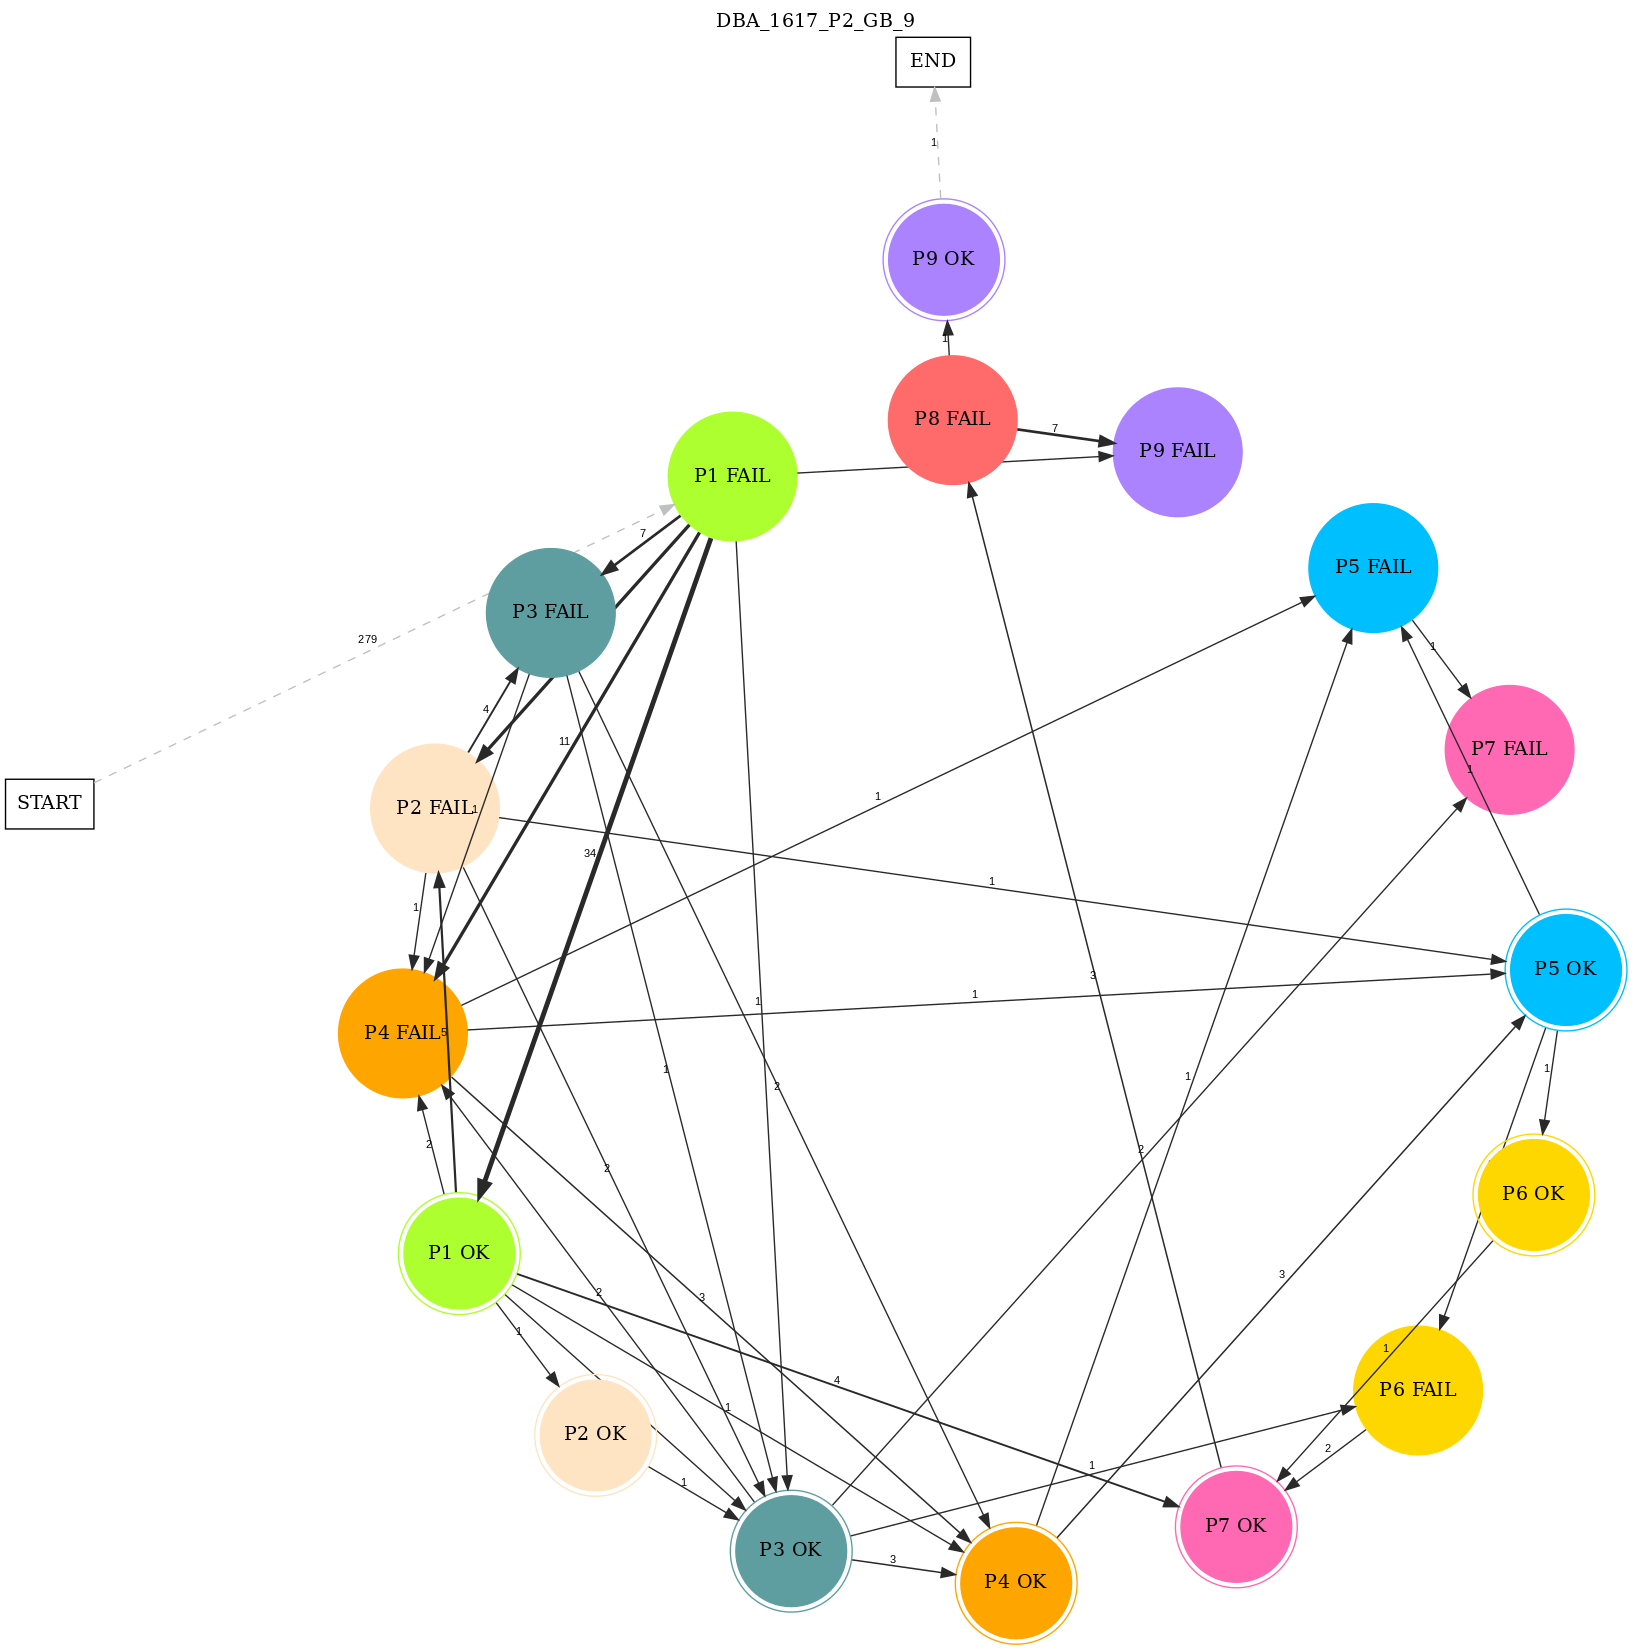 DBA_1617_P2_GB_9
END
1
P9 OK
1
P8 FAIL
7
P9 FAIL
P1 FAIL
7
P3 FAIL
P5 FAIL
279
1
4
11
P7 FAIL
1
START
P2 FAIL
1
1
34
1
1
P5 OK
3
1
1
P4 FAIL
5
1
2
1
1
2
2
2
P6 OK
P1 OK
2
3
3
1
1
4
P6 FAIL
1
P2 OK
2
1
1
P3 OK
3
P4 OK
P7 OK